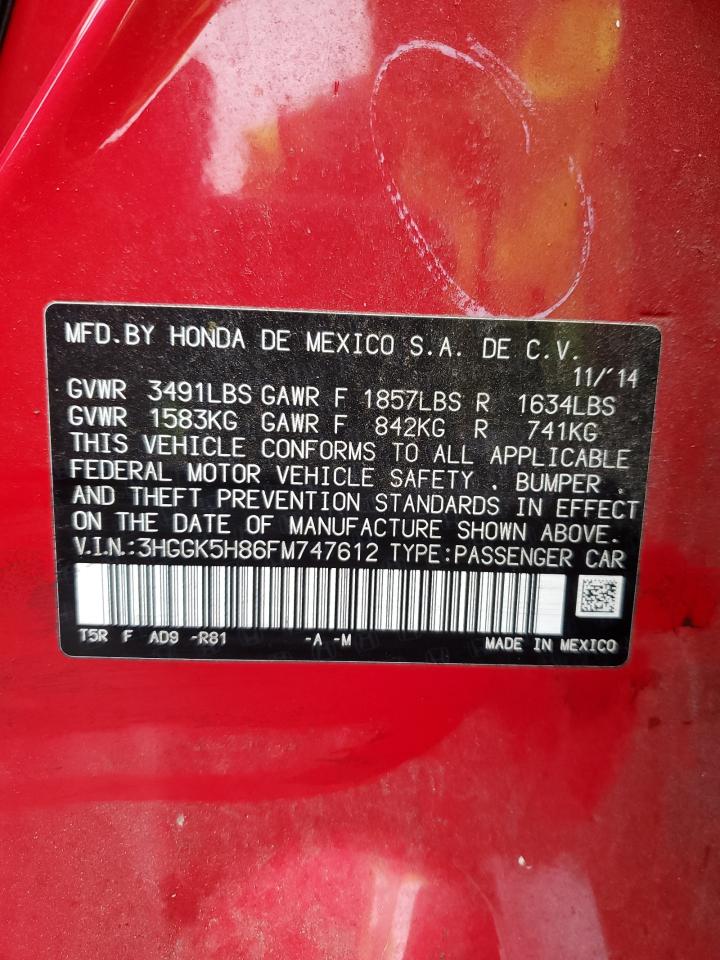 MFD.BY HONDA DE MEXICO S.A. DE C.V.
11/'14
GVWR 3491LBS GAWR F 1857LBS R 1634LBS
GVWR 1583KG GAWR F 842KG R 741KG
THIS VEHICLE CONFORMS TO ALL APPLICABLE
FEDERAL MOTOR VEHICLE SAFETY , BUMPER ,
AND THEFT PREVENTION STANDARDS IN EFFECT
ON THE DATE OF MANUFACTURE SHOWN ABOVE.
V.I.N.:3HGGK5H86FM747612 TYPE:PASSENGER CAR
T5R F AD9 -R81 -A -M MADE IN MEXICO